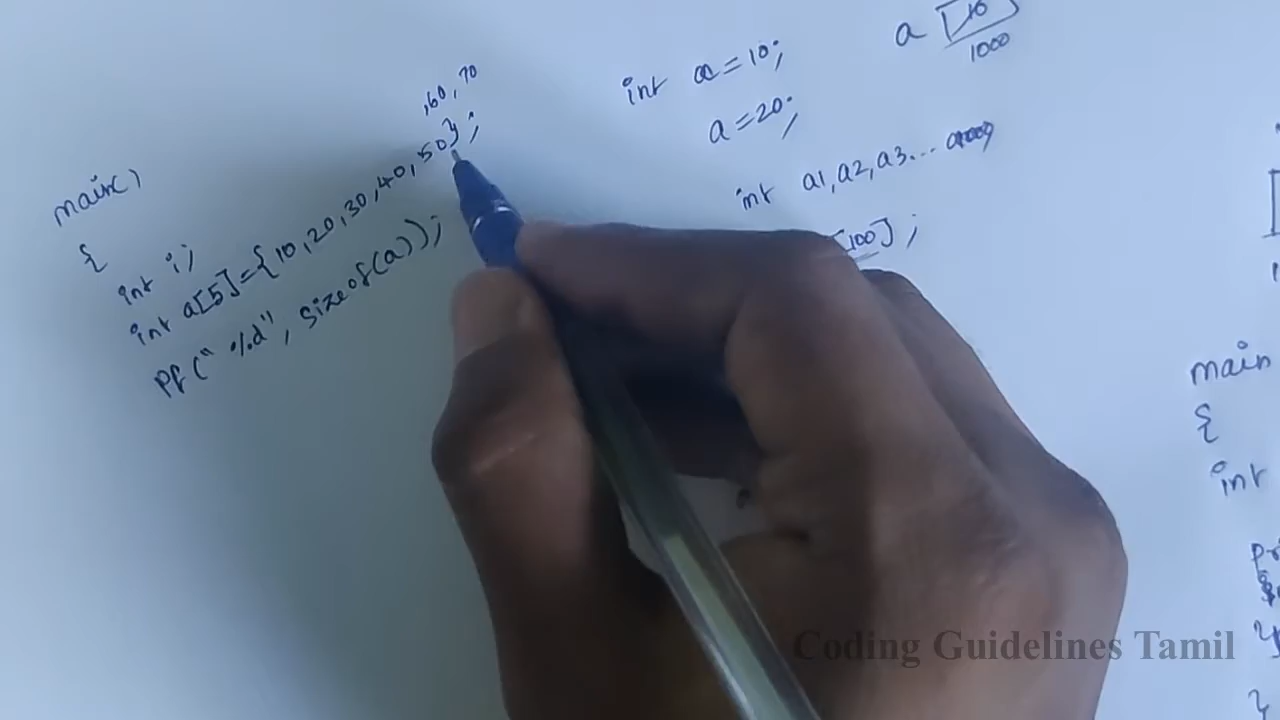 main()
{
int i;
int a[5]={10,20,30,40,50};
,60,70
Pf("%d", sizeof(a));
int a=10;
a=20;
a 10
1000
int a1,a2,a3...
[100];
main
{
int
Coding Guidelines Tamil